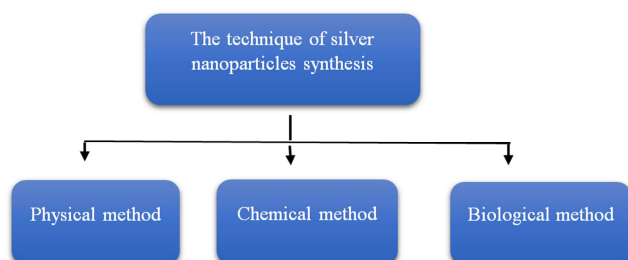 The technique of silver
nanoparticles synthesis
Physical method
Chemical method
Biological method